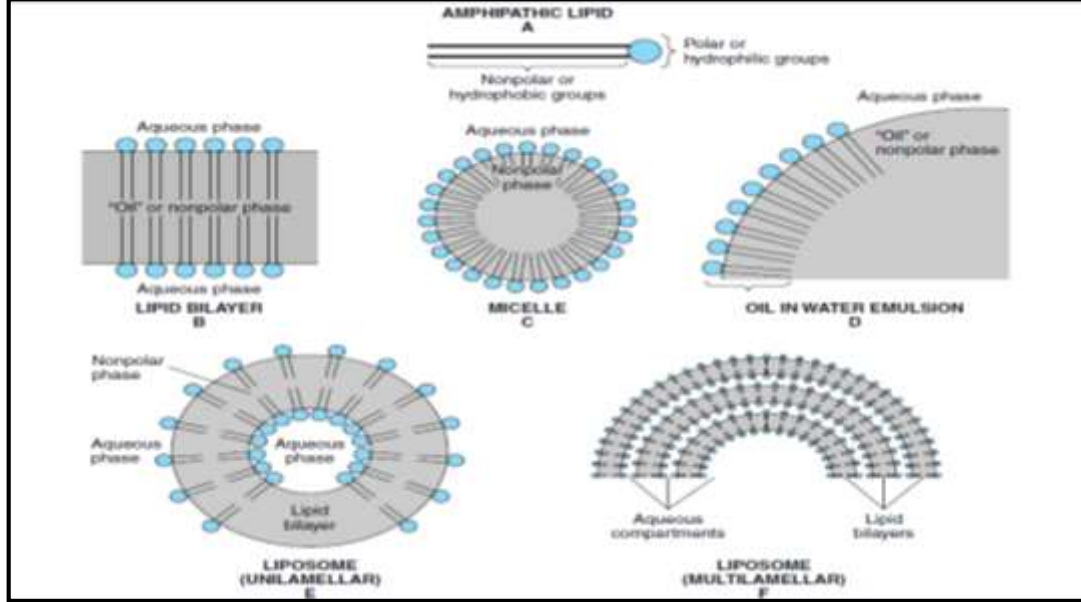 AMPHIPATHIC LIPID
A
Polar or
hydrophilic groups
Nonpolar or
hydrophobic groups
Aqueous phase
"Oil" or nonpolar phase
Aqueous phase
LIPID BILAYER
B
Aqueous phase
Nonpolar
phase
MICELLE
C
Aqueous phase
"Oil" or
nonpolar phase
OIL IN WATER EMULSION
D
Nonpolar
phase
Aqueous
phase
Aqueous
phase
Lipid
bilayer
LIPOSOME
(UNILAMELLAR)
E
Aqueous
compartments
Lipid
bilayers
LIPOSOME
(MULTILAMELLAR)
F